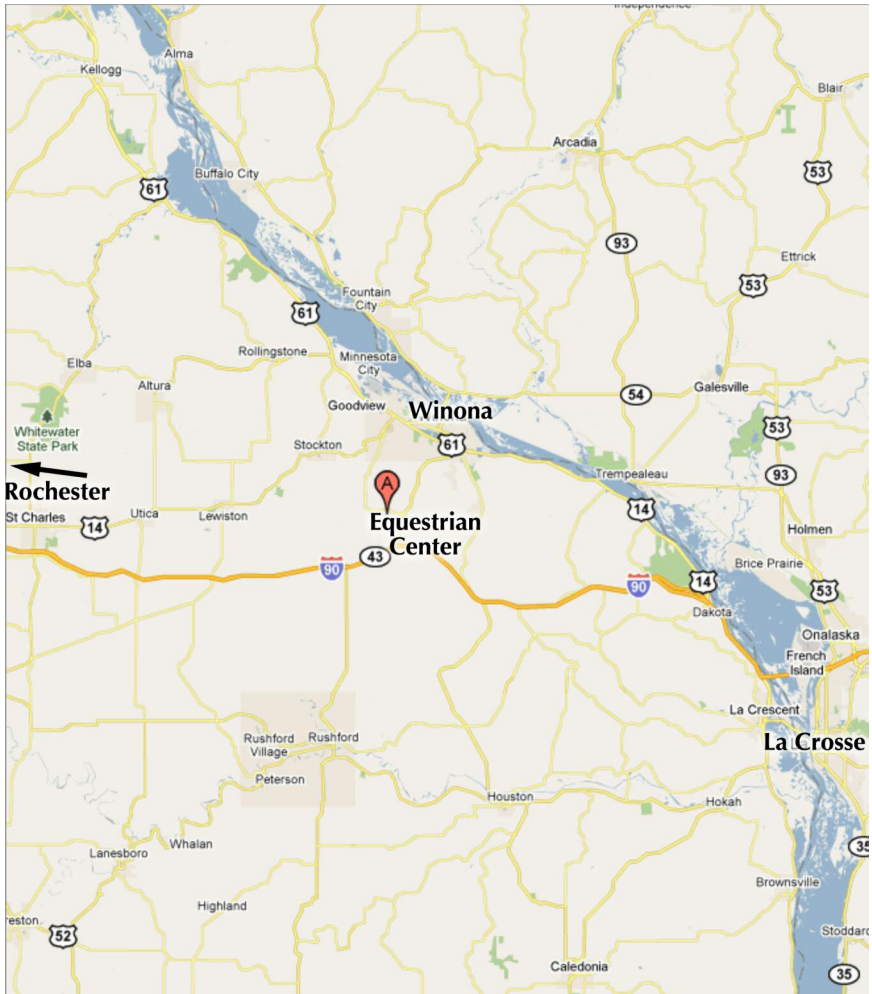 Independence
Alma
Kellogg
Blair
Arcadia
53
Buffalo City
61
93
Ettrick
53
Fountain
City
61
Rollingstone
Minnesota
City
Elba
Altura
54
Galesville
Goodview
Winona
Whitewater
State Park
Stockton
61
53
Trempealeau
93
A
Rochester
St Charles
14
Utica
Lewiston
Equestrian
Center
14
Holmen
43
90
Brice Prairie
90
14
53
Dakota
Onalaska
French
Island
La Crescent
La Crosse
Rushford
Village
Rushford
Peterson
Houston
Hokah
Whalan
Lanesboro
35
Brownsville
Highland
reston
52
Stoddard
Caledonia
35